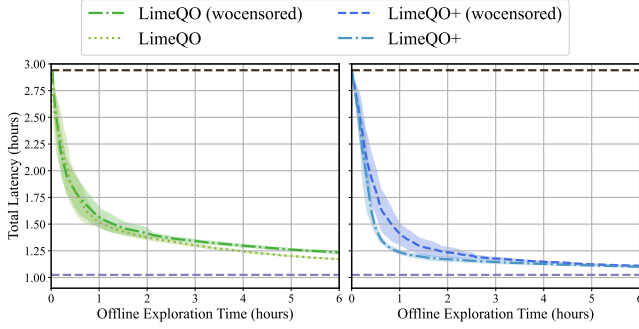 LimeQO (wocensored)
LimeQO+ (wocensored)
LimeQO
LimeQO+
Total Latency (hours)
3.00
2.75
2.50
2.25
2.00
1.75
1.50
1.25
1.00
0 1 2 3 4 5 6
0 1 2 3 4 5 6
Offline Exploration Time (hours)
Offline Exploration Time (hours)